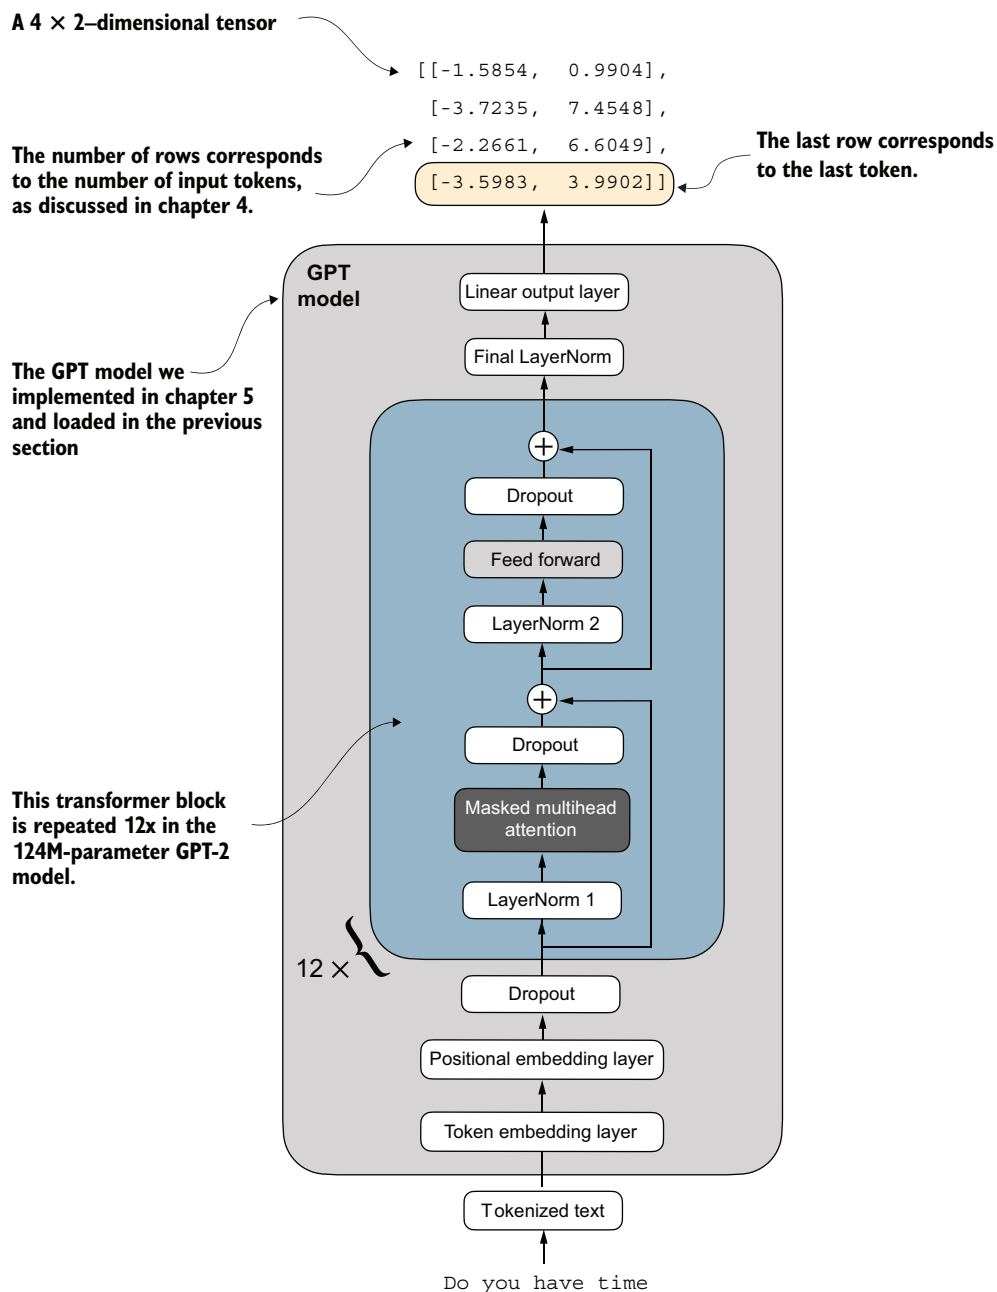 A 4 × 2–dimensional tensor
[[-1.5854, 0.9904],
[-3.7235, 7.4548],
[-2.2661, 6.6049],
[-3.5983, 3.9902]]
The number of rows corresponds
to the number of input tokens,
as discussed in chapter 4.
The last row corresponds
to the last token.
GPT
model
Linear output layer
Final LayerNorm
The GPT model we
implemented in chapter 5
and loaded in the previous
section
+
Dropout
Feed forward
LayerNorm 2
+
Dropout
Masked multihead
attention
LayerNorm 1
This transformer block
is repeated 12x in the
124M-parameter GPT-2
model.
12 × {
Dropout
Positional embedding layer
Token embedding layer
Tokenized text
Do you have time